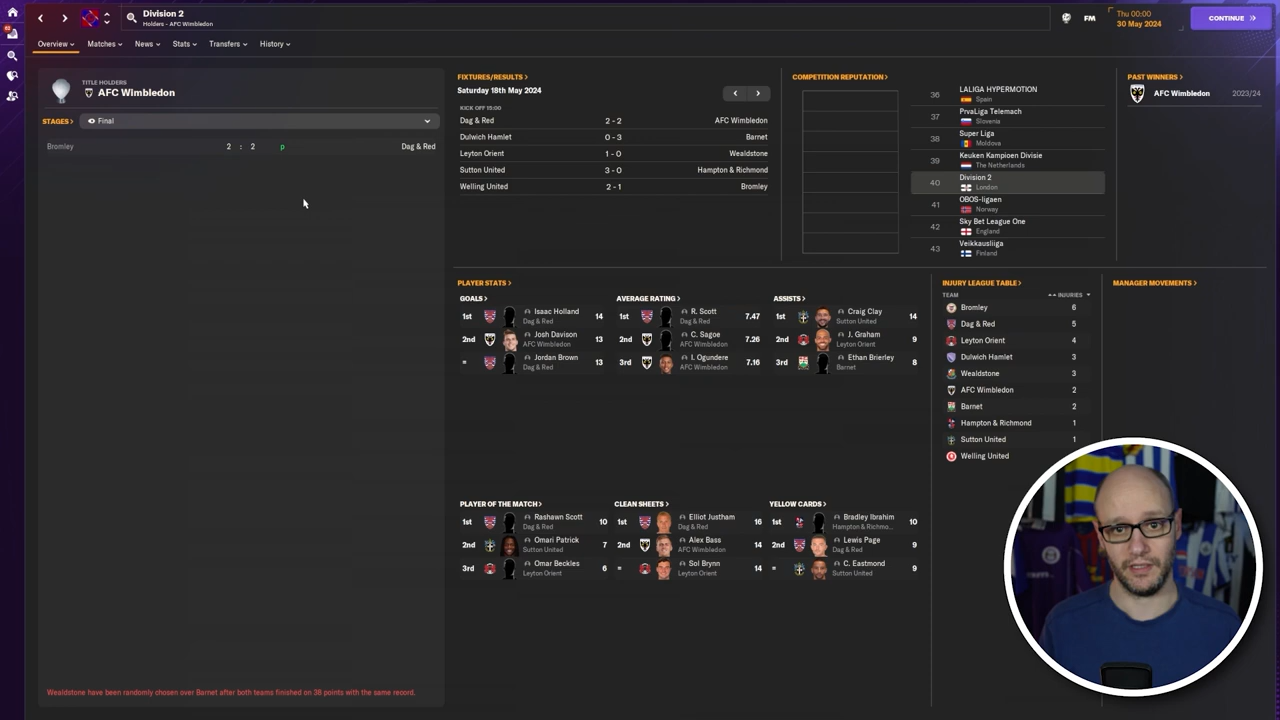 Division 2
Holders - AFC Wimbledon
FM
Thu 00:00
30 May 2024
CONTINUE
Overview
Matches
News
Stats
Transfers
History
TITLE HOLDERS
AFC Wimbledon
STAGES
Final
Bromley 2 : 2 p Dag & Red
Wealdstone have been randomly chosen over Barnet after both teams finished on 38 points with the same record.
FIXTURES/RESULTS
Saturday 18th May 2024
KICK OFF 15:00
Dag & Red 2 - 2 AFC Wimbledon
Dulwich Hamlet 0 - 3 Barnet
Leyton Orient 1 - 0 Wealdstone
Sutton United 3 - 0 Hampton & Richmond
Welling United 2 - 1 Bromley
COMPETITION REPUTATION
36 LALIGA HYPERMOTION
Spain
37 PrvaLiga Telemach
Slovenia
38 Super Liga
Moldova
39 Keuken Kampioen Divisie
The Netherlands
40 Division 2
London
41 OBOS-ligaen
Norway
42 Sky Bet League One
England
43 Veikkausliiga
Finland
PAST WINNERS
AFC Wimbledon 2023/24
PLAYER STATS
GOALS
1st Isaac Holland 14
Dag & Red
2nd Josh Davison 13
AFC Wimbledon
= Jordan Brown 13
Dag & Red
AVERAGE RATING
1st R. Scott 7.47
Dag & Red
2nd C. Sagoe 7.26
AFC Wimbledon
3rd I. Ogundere 7.16
AFC Wimbledon
ASSISTS
1st Craig Clay 14
Sutton United
2nd J. Graham 9
Leyton Orient
3rd Ethan Brierley 8
Barnet
PLAYER OF THE MATCH
1st Rashawn Scott 10
Dag & Red
2nd Omari Patrick 7
Sutton United
3rd Omar Beckles 6
Leyton Orient
CLEAN SHEETS
1st Elliot Justham 16
Dag & Red
2nd Alex Bass 14
AFC Wimbledon
= Sol Brynn 14
Leyton Orient
YELLOW CARDS
1st Bradley Ibrahim 10
Hampton & Richmo...
2nd Lewis Page 9
Dag & Red
= C. Eastmond 9
Sutton United
INJURY LEAGUE TABLE
TEAM INJURIES
Bromley 6
Dag & Red 5
Leyton Orient 4
Dulwich Hamlet 3
Wealdstone 3
AFC Wimbledon 2
Barnet 2
Hampton & Richmond 1
Sutton United 1
Welling United
MANAGER MOVEMENTS